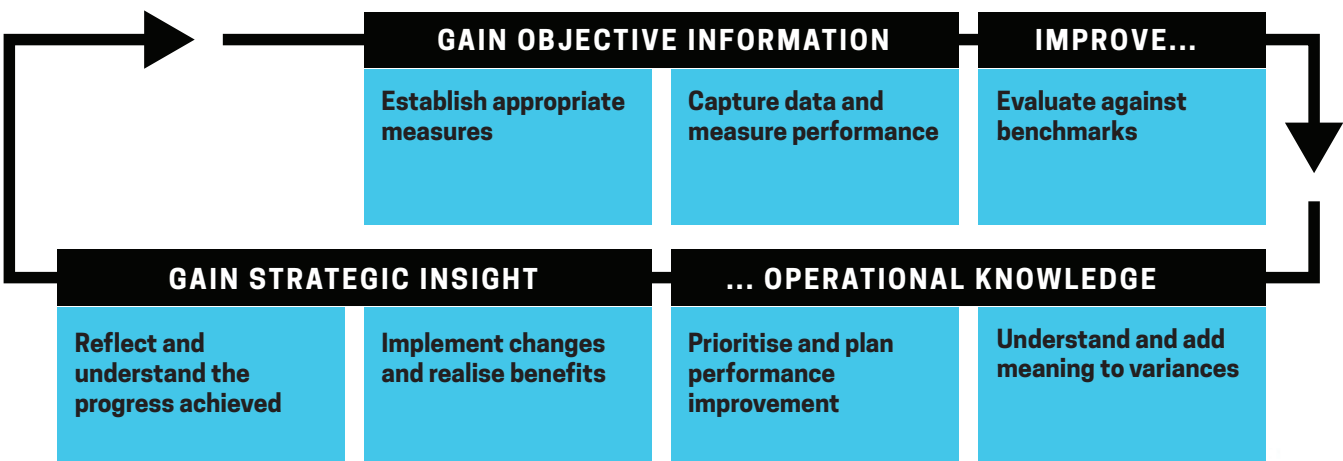 GAIN OBJECTIVE INFORMATION
IMPROVE...
Establish appropriate
measures
Capture data and
measure performance
Evaluate against
benchmarks
GAIN STRATEGIC INSIGHT
... OPERATIONAL KNOWLEDGE
Reflect and
understand the
progress achieved
Implement changes
and realise benefits
Prioritise and plan
performance
improvement
Understand and add
meaning to variances